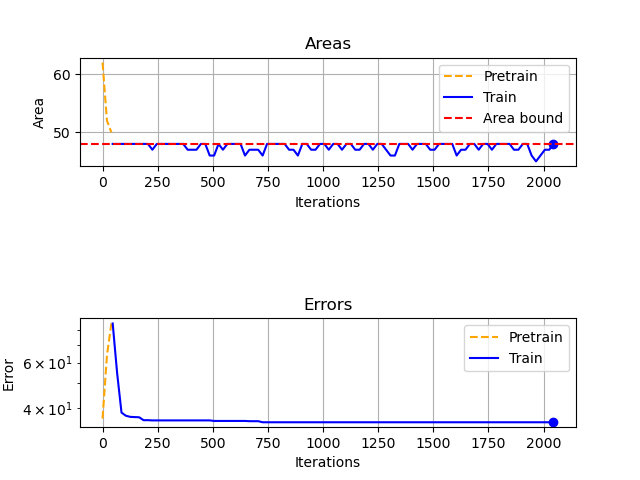 Areas
60
50
Area
Pretrain
Train
Area bound
0 250 500 750 1000 1250 1500 1750 2000
Iterations
Errors
6 × 10¹
4 × 10¹
Error
Pretrain
Train
0 250 500 750 1000 1250 1500 1750 2000
Iterations